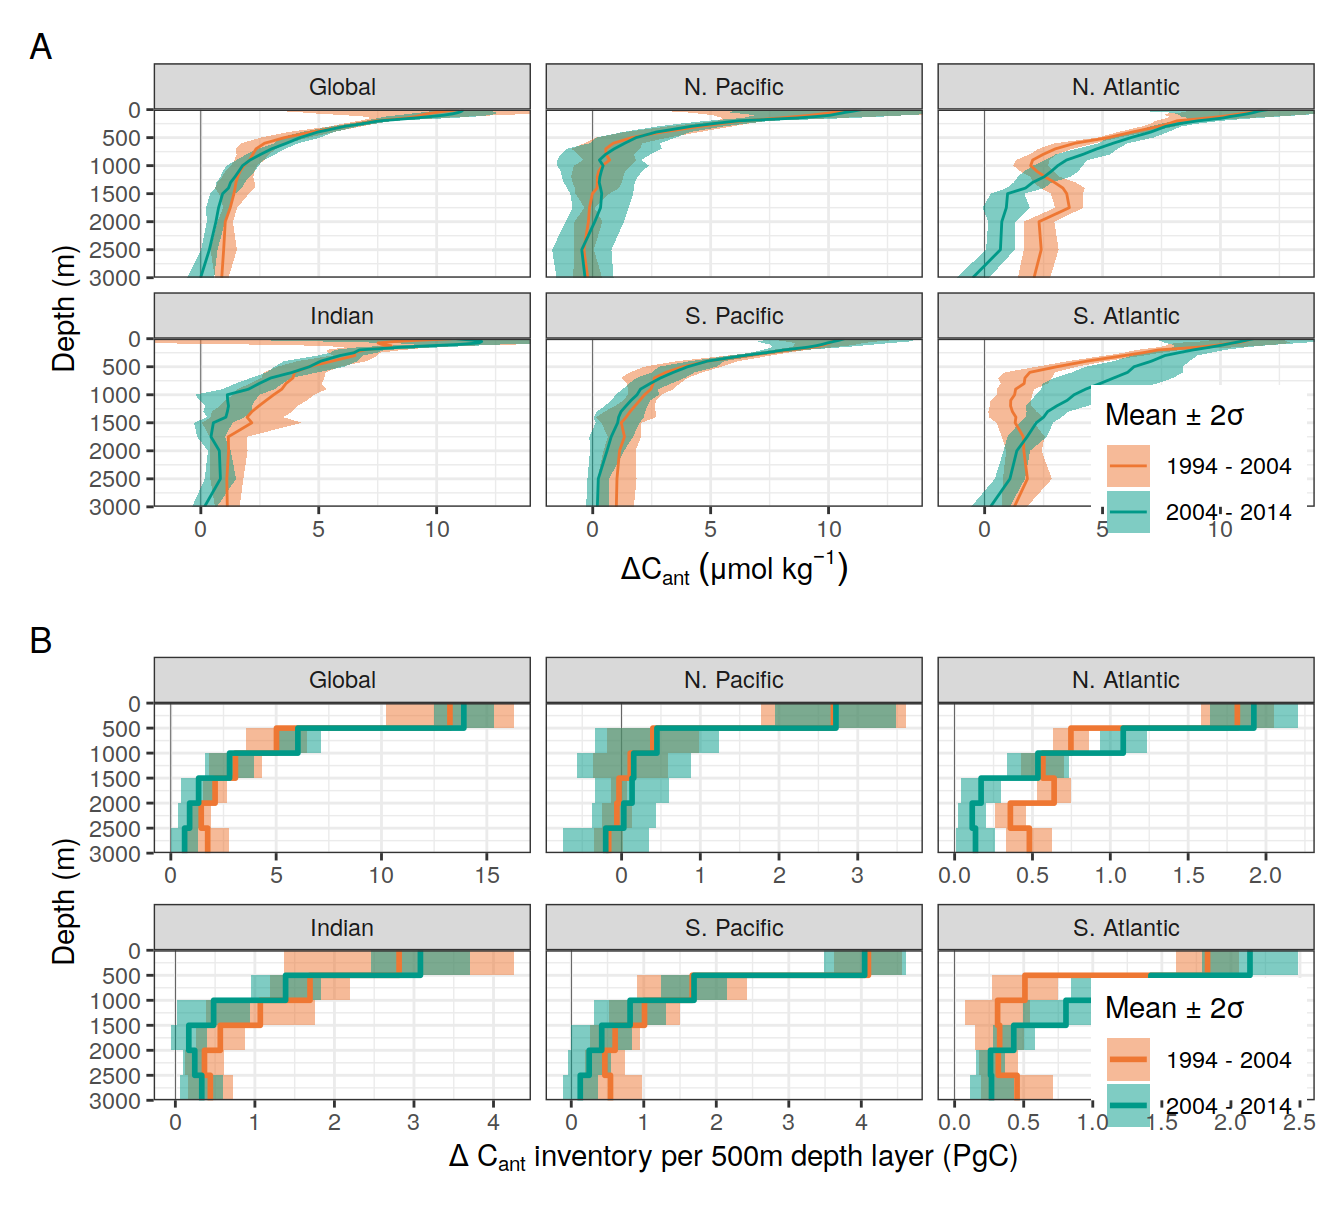 A
Global
N. Pacific
N. Atlantic
0
500
1000
1500
2000
2500
3000
Indian
S. Pacific
S. Atlantic
0
500
1000
1500
2000
2500
3000
0 5 10
0 5 10
0 5 10
Depth (m)
ΔCant (μmol kg−1)
Mean ± 2σ
1994 - 2004
2004 - 2014
B
Global
N. Pacific
N. Atlantic
0
500
1000
1500
2000
2500
3000
0 5 10 15
0 1 2 3
0.0 0.5 1.0 1.5 2.0
Indian
S. Pacific
S. Atlantic
0
500
1000
1500
2000
2500
3000
0 1 2 3 4
0 1 2 3 4
0.0 0.5 1.0 1.5 2.0 2.5
Depth (m)
Δ Cant inventory per 500m depth layer (PgC)
Mean ± 2σ
1994 - 2004
2004 - 2014